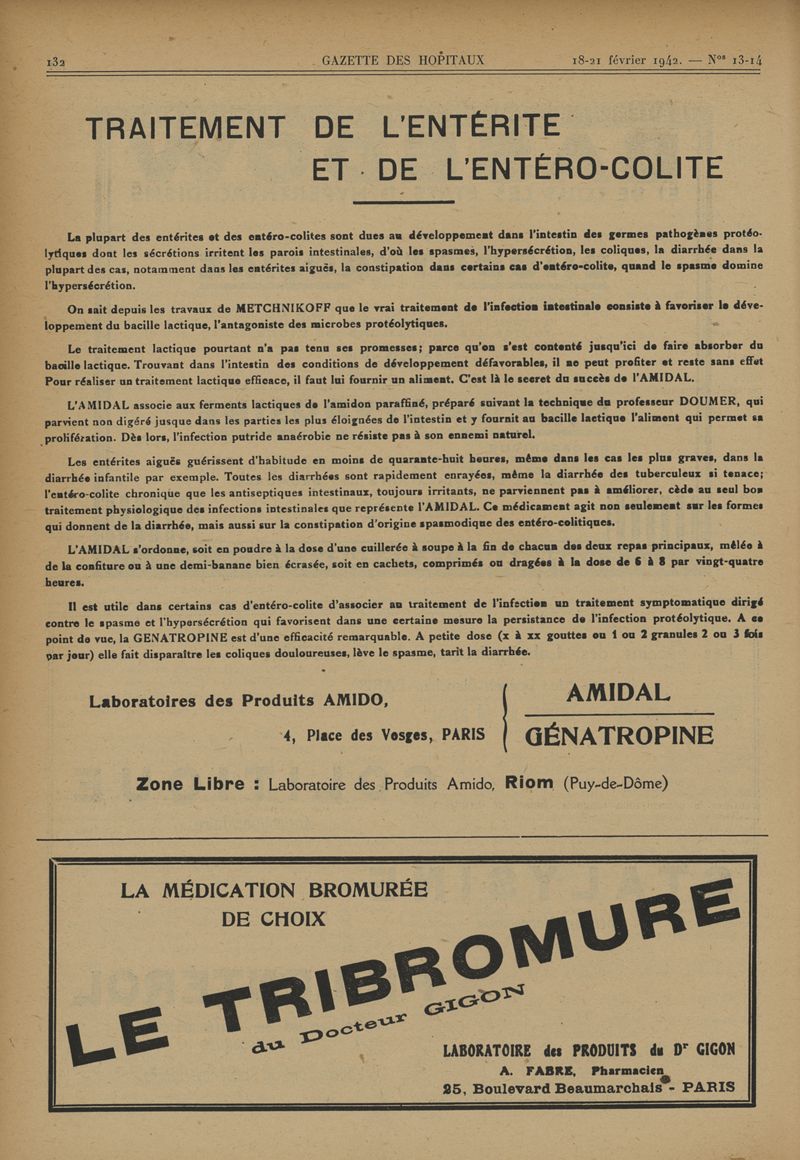 132
GAZETTE DES HOPITAUX
18-21 février 1942. — Nos 13-14
TRAITEMENT DE L'ENTÉRITE
ET DE L'ENTÉRO-COLITE
La plupart des entérites et des entéro-colites sont dues au développement dans l'intestin des germes pathogènes protéo-
lytiques dont les sécrétions irritent les parois intestinales, d'où les spasmes, l'hypersécrétion, les coliques, la diarrhée dans la
plupart des cas, notamment dans les entérites aiguës, la constipation dans certains cas d'entéro-colite, quand le spasme domine
l'hypersécrétion.
On sait depuis les travaux de METCHNIKOFF que le vrai traitement de l'infection intestinale consiste à favoriser le déve-
loppement du bacille lactique, l'antagoniste des microbes protéolytiques.
Le traitement lactique pourtant n'a pas tenu ses promesses; parce qu'on s'est contenté jusqu'ici de faire absorber du
bacille lactique. Trouvant dans l'intestin des conditions de développement défavorables, il ne peut profiter et reste sans effet
Pour réaliser un traitement lactique efficace, il faut lui fournir un aliment. C'est là le secret du succès de l'AMIDAL.
L'AMIDAL associe aux ferments lactiques de l'amidon paraffiné, préparé suivant la technique du professeur DOUMER, qui
parvient non digéré jusque dans les parties les plus éloignées de l'intestin et y fournit au bacille lactique l'aliment qui permet sa
prolifération. Dès lors, l'infection putride anaérobie ne résiste pas à son ennemi naturel.
Les entérites aiguës guérissent d'habitude en moins de quarante-huit heures, même dans les cas les plus graves, dans la
diarrhée infantile par exemple. Toutes les diarrhées sont rapidement enrayées, même la diarrhée des tuberculeux si tenace;
l'entéro-colite chronique que les antiseptiques intestinaux, toujours irritants, ne parviennent pas à améliorer, cède au seul bon
traitement physiologique des infections intestinales que représente l'AMIDAL. Ce médicament agit non seulement sur les formes
qui donnent de la diarrhée, mais aussi sur la constipation d'origine spasmodique des entéro-colitiques.
L'AMIDAL s'ordonne, soit en poudre à la dose d'une cuillerée à soupe à la fin de chacun des deux repas principaux, mêlée à
de la confiture ou à une demi-banane bien écrasée, soit en cachets, comprimés ou dragées à la dose de 6 à 8 par vingt-quatre
heures.
Il est utile dans certains cas d'entéro-colite d'associer au traitement de l'infection un traitement symptomatique dirigé
contre le spasme et l'hypersécrétion qui favorisent dans une certaine mesure la persistance de l'infection protéolytique. A ce
point de vue, la GENATROPINE est d'une efficacité remarquable. A petite dose (x à xx gouttes ou 1 ou 2 granules 2 ou 3 fois
par jour) elle fait disparaître les coliques douloureuses, lève le spasme, tarit la diarrhée.
Laboratoires des Produits AMIDO,
4, Place des Vosges, PARIS
AMIDAL
GÉNATROPINE
Zone Libre : Laboratoire des Produits Amido, Riom (Puy-de-Dôme)
LA MÉDICATION BROMURÉE
DE CHOIX
LE TRIBROMURE
du Docteur GIGON
LABORATOIRE des PRODUITS du Dr GIGON
A. FABRE, Pharmacien
25, Boulevard Beaumarchais - PARIS